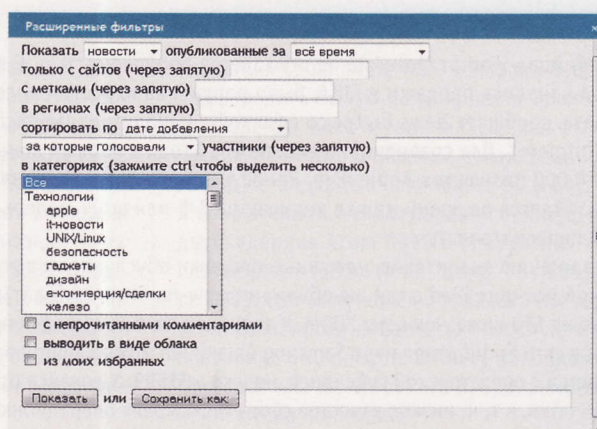 Расширенные фильтры
Показать новости опубликованные за всё время
только с сайтов (через запятую)
с метками (через запятую)
в регионах (через запятую)
сортировать по дате добавления
за которые голосовали участники (через запятую)
в категориях (зажмите ctrl чтобы выделить несколько)
Все
Технологии
apple
it-новости
UNIX/Linux
безопасность
гаджеты
дизайн
е-коммерция/сделки
железо
с непрочитанными комментариями
выводить в виде облака
из моих избранных
Показать или Сохранить как: